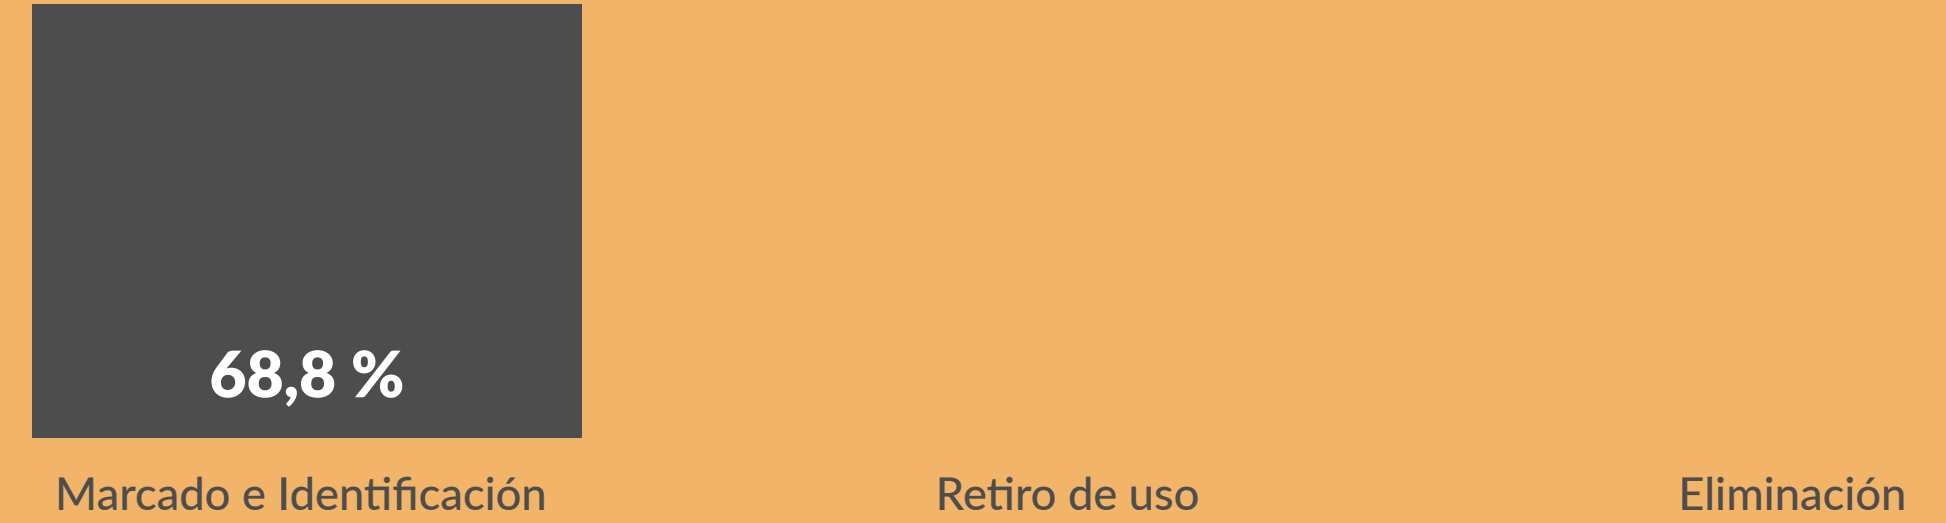 68,8 %
Marcado e Identificación
Retiro de uso
Eliminación